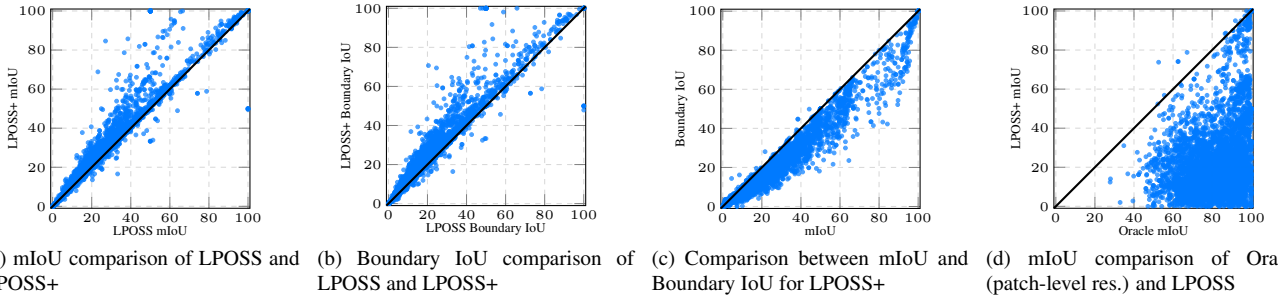 100
80
60
40
20
0
0 20 40 60 80 100
LPOSS+ mIoU
LPOSS mIoU
100
80
60
40
20
0
0 20 40 60 80 100
LPOSS+ Boundary IoU
LPOSS Boundary IoU
100
80
60
40
20
0
0 20 40 60 80 100
Boundary IoU
mIoU
100
80
60
40
20
0
0 20 40 60 80 100
LPOSS+ mIoU
Oracle mIoU
) mIoU comparison of LPOSS and
POSS+
(b) Boundary IoU comparison of
LPOSS and LPOSS+
(c) Comparison between mIoU and
Boundary IoU for LPOSS+
(d) mIoU comparison of Ora
(patch-level res.) and LPOSS